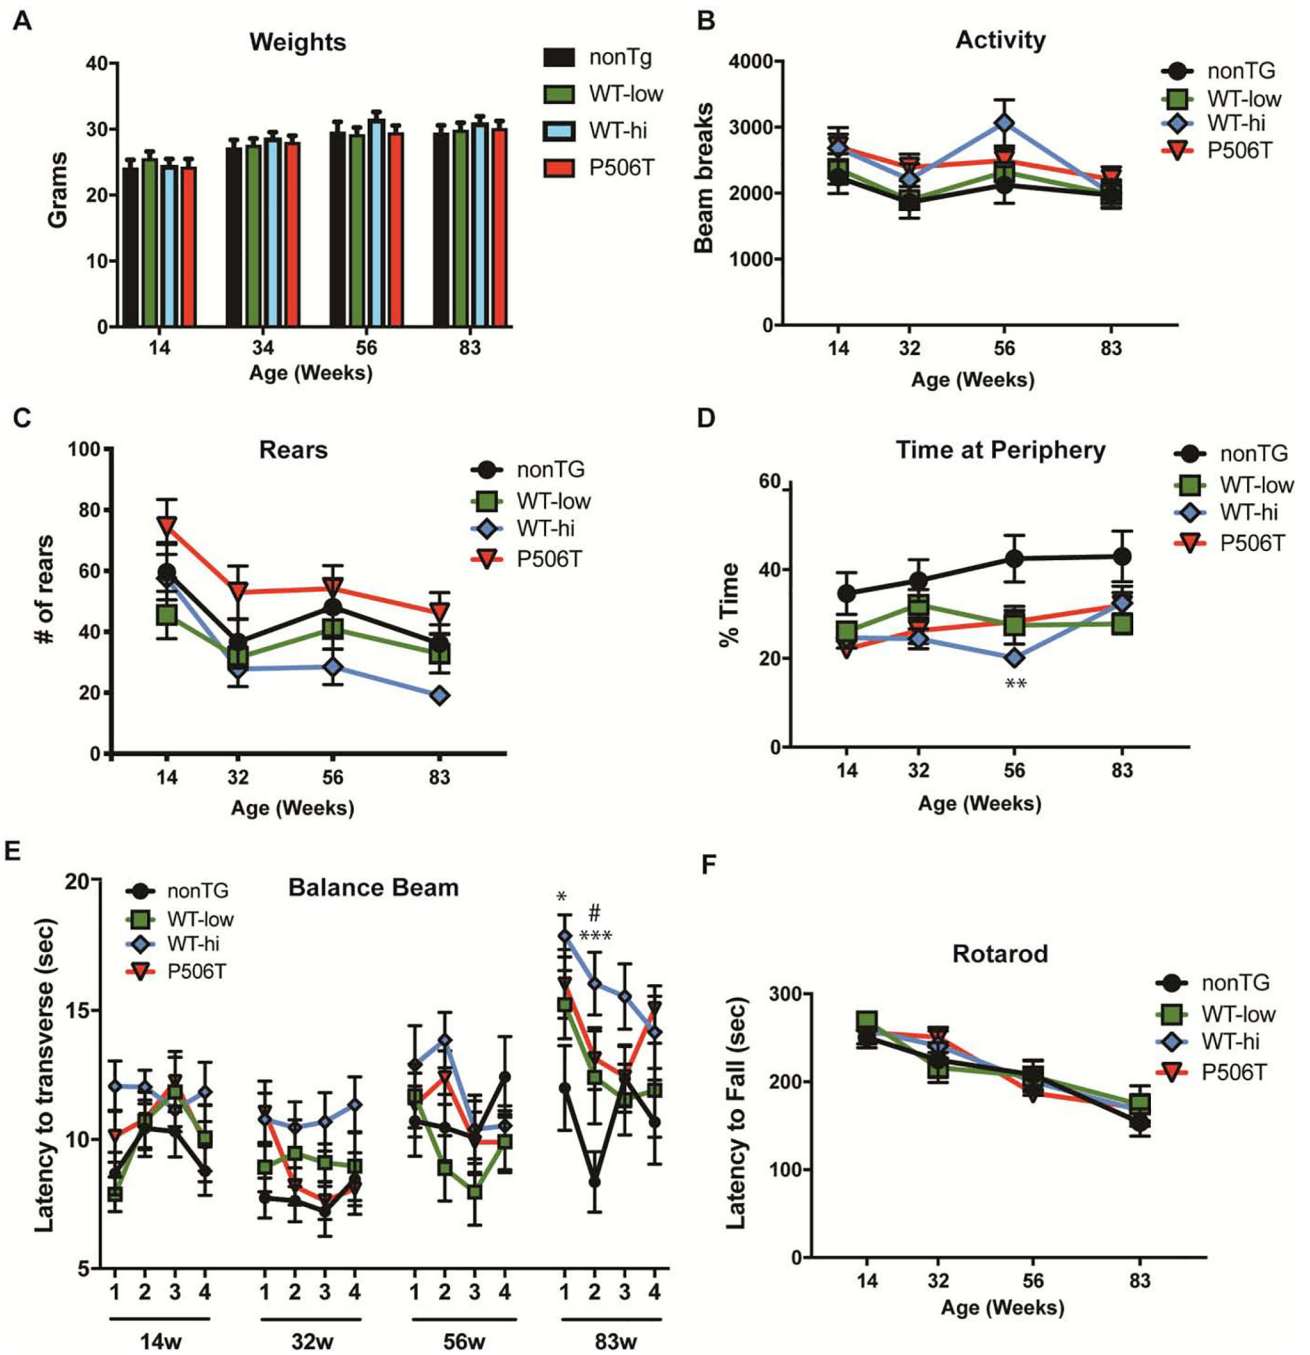 A
Weights
40
30
20
10
0
Grams
14 34 56 83
Age (Weeks)
nonTg
WT-low
WT-hi
P506T
B
Activity
4000
3000
2000
1000
0
Beam breaks
14 32 56 83
Age (Weeks)
nonTG
WT-low
WT-hi
P506T
C
Rears
100
80
60
40
20
0
# of rears
14 32 56 83
Age (Weeks)
nonTG
WT-low
WT-hi
P506T
D
Time at Periphery
60
40
20
0
% Time
**
14 32 56 83
Age (Weeks)
nonTG
WT-low
WT-hi
P506T
E
Balance Beam
nonTG
WT-low
WT-hi
P506T
20
15
10
5
Latency to transverse (sec)
*
#
***
1 2 3 4 1 2 3 4 1 2 3 4 1 2 3 4
14w 32w 56w 83w
F
Rotarod
300
200
100
0
Latency to Fall (sec)
14 32 56 83
Age (Weeks)
nonTG
WT-low
WT-hi
P506T